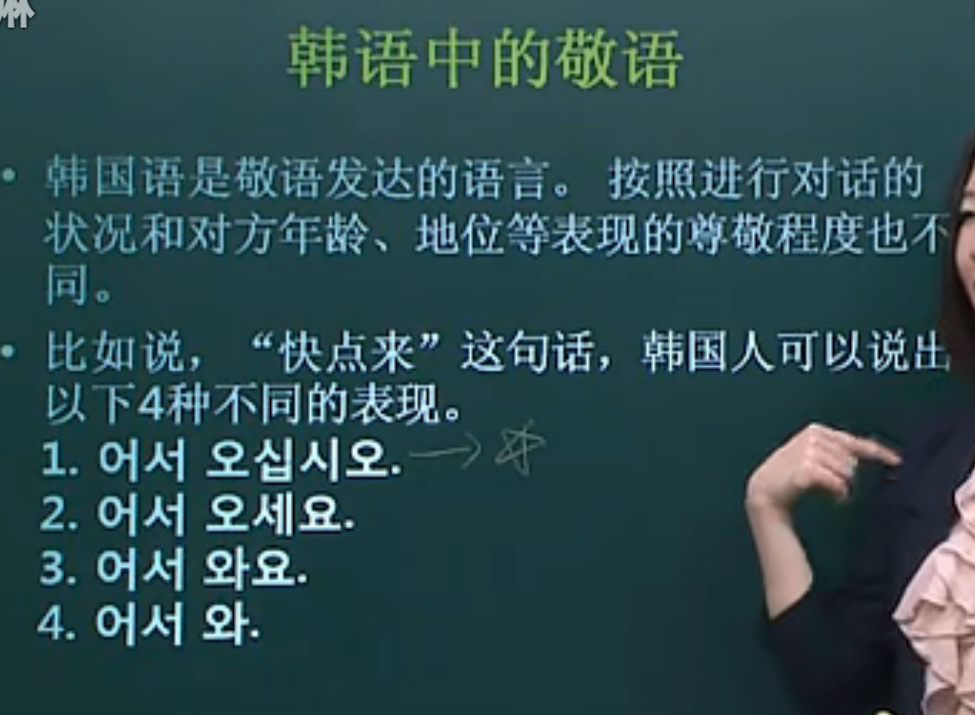 韩语中的敬语
• 韩国语是敬语发达的语言。 按照进行对话的
状况和对方年龄、地位等表现的尊敬程度也不
同。
• 比如说，“快点来”这句话，韩国人可以说出
以下4种不同的表现。
1. 어서 오십시오.
2. 어서 오세요.
3. 어서 와요.
4. 어서 와.